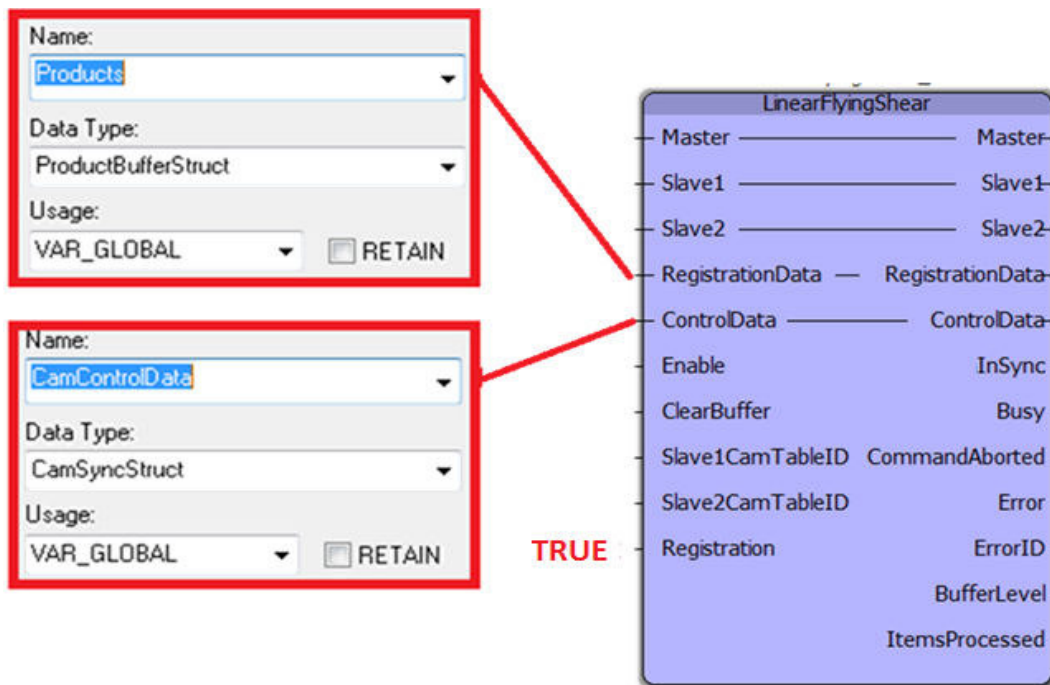 Name:
Products
Data Type:
ProductBufferStruct
Usage:
VAR_GLOBAL RETAIN
Name:
CamControlData
Data Type:
CamSyncStruct
Usage:
VAR_GLOBAL RETAIN
LinearFlyingShear
Master Master
Slave1 Slave1
Slave2 Slave2
RegistrationData RegistrationData
ControlData ControlData
Enable InSync
ClearBuffer Busy
Slave1CamTableID CommandAborted
Slave2CamTableID Error
TRUE Registration ErrorID
BufferLevel
ItemsProcessed